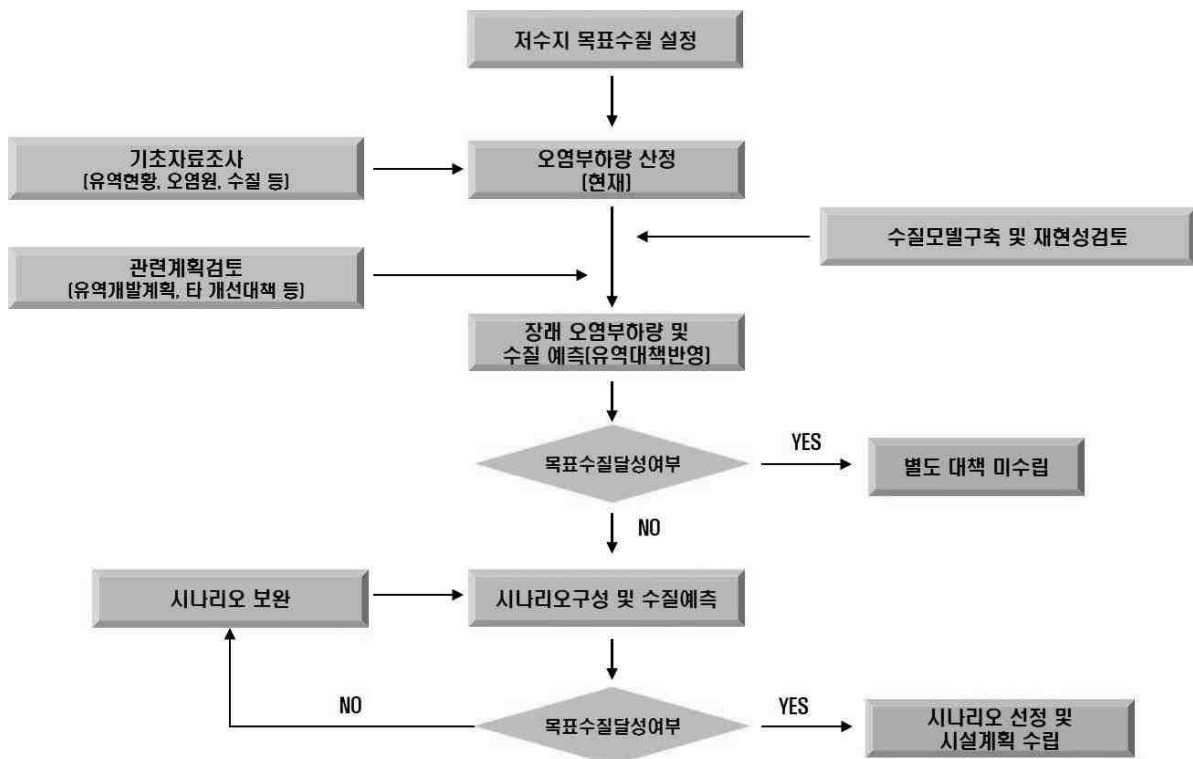 저수지 목표수질 설정
기초자료조사
(유역현황, 오염원, 수질 등)
오염부하량 산정
(현재)
수질모델구축 및 재현성검토
관련계획검토
(유역개발계획, 타 개선대책 등)
장래 오염부하량 및
수질 예측(유역대책반영)
목표수질달성여부
YES
별도 대책 미수립
NO
시나리오 보완
시나리오구성 및 수질예측
NO
목표수질달성여부
YES
시나리오 선정 및
시설계획 수립